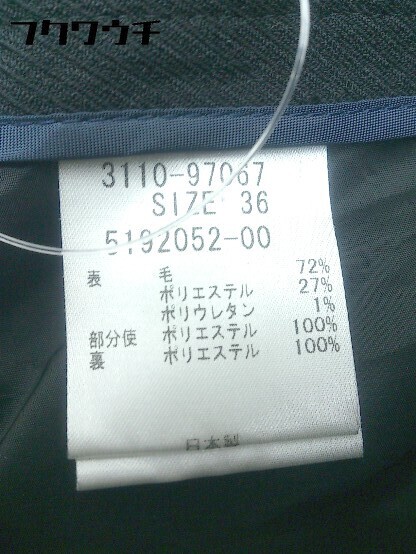 フクワウチ
3110-97067
SIZE 36
5192052-00
表 毛 72%
ポリエステル 27%
ポリウレタン 1%
部分使 ポリエステル 100%
裏 ポリエステル 100%
日本製